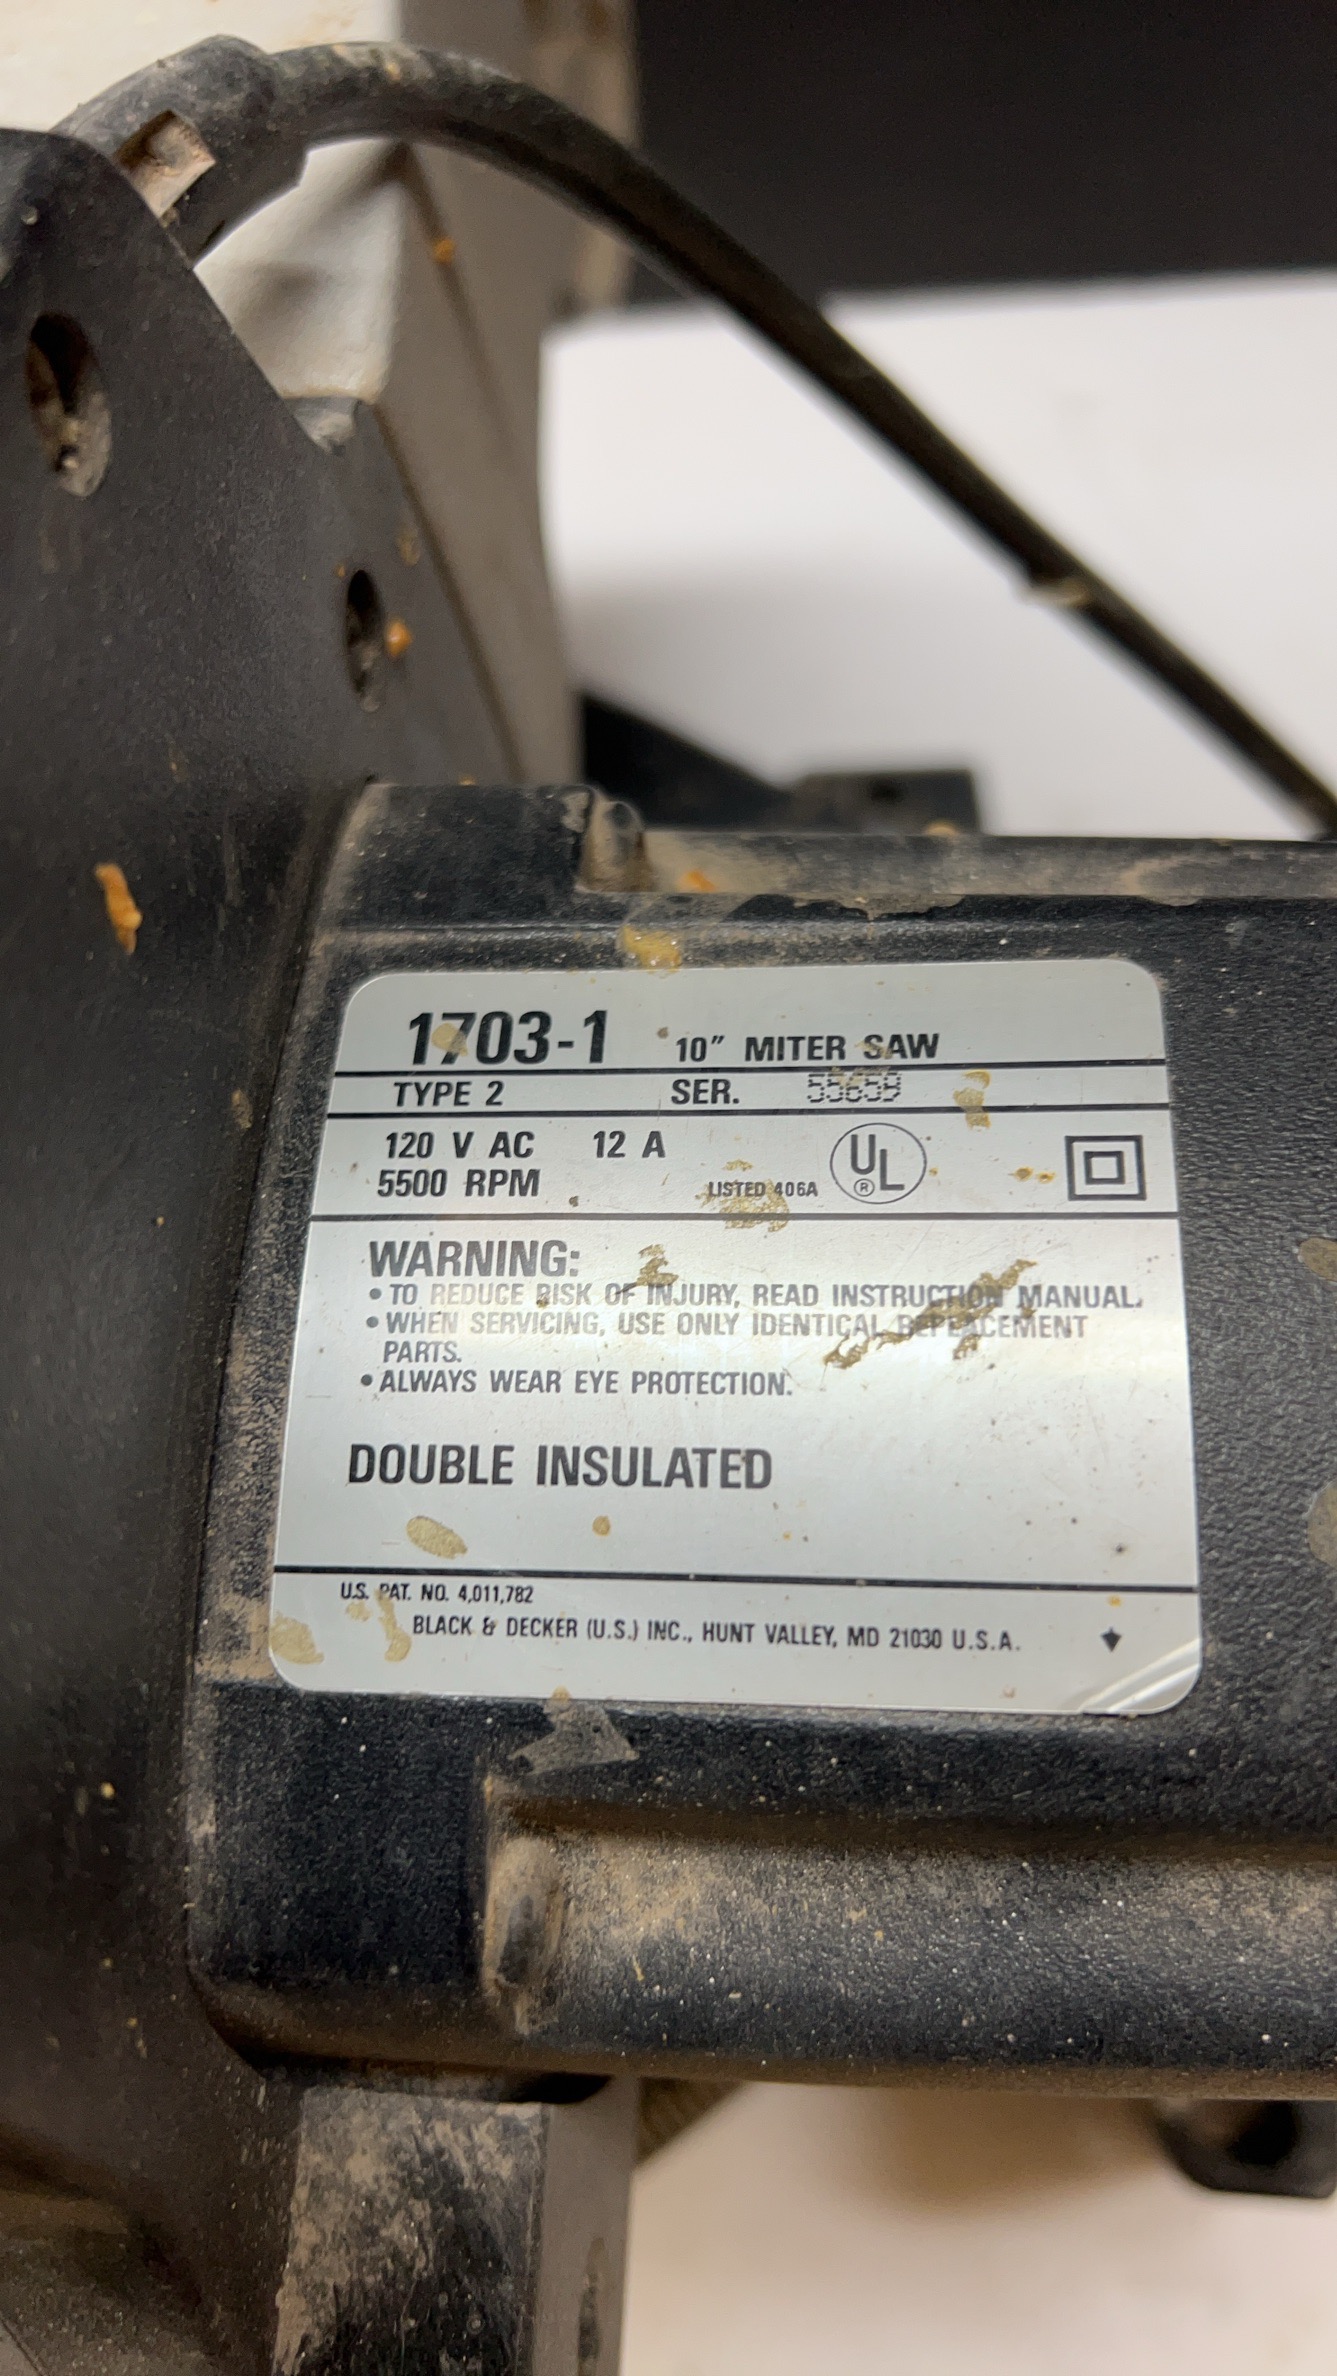 1703-1 10" MITER SAW
TYPE 2 SER. 55659
120 V AC 12 A
5500 RPM LISTED 406A UL ®
WARNING:
• TO REDUCE RISK OF INJURY, READ INSTRUCTION MANUAL.
• WHEN SERVICING, USE ONLY IDENTICAL REPLACEMENT
PARTS.
• ALWAYS WEAR EYE PROTECTION.
DOUBLE INSULATED
U.S. PAT. NO. 4,011,782
BLACK & DECKER (U.S.) INC., HUNT VALLEY, MD 21030 U.S.A.